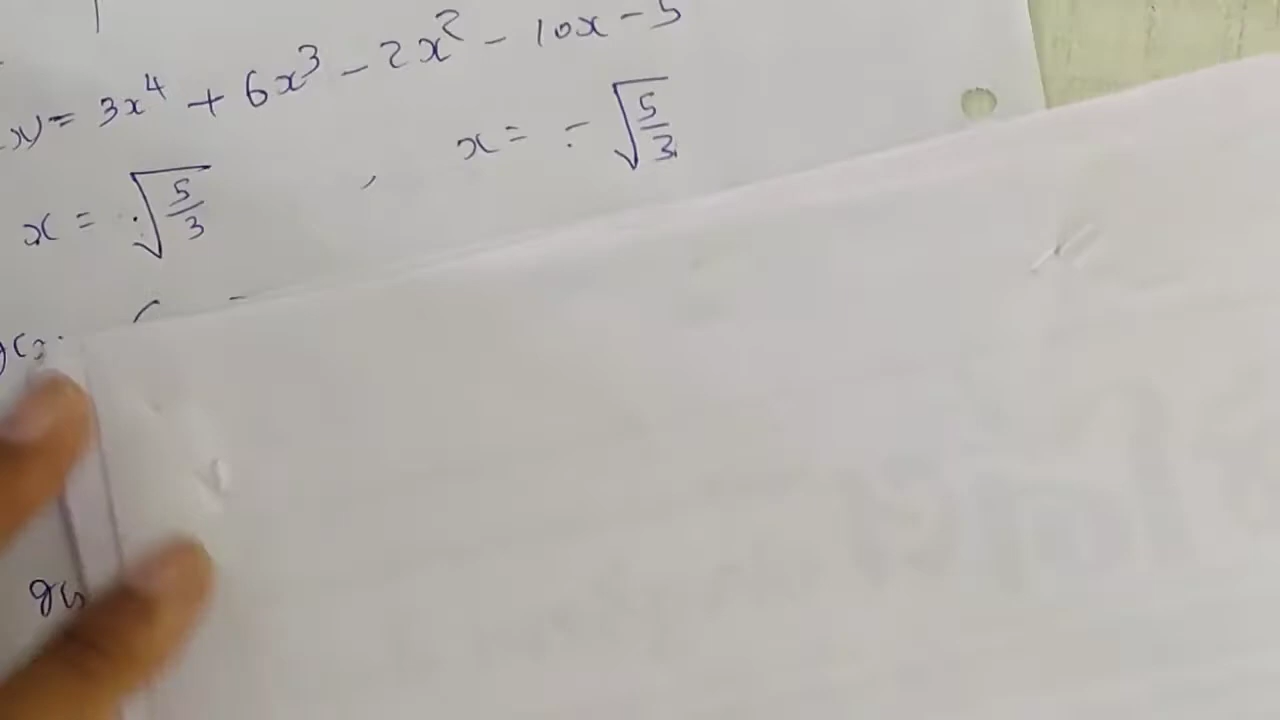 x) = 3x⁴ + 6x³ - 2x² - 10x - 5
x = √(5/3) , x = - √(5/3)